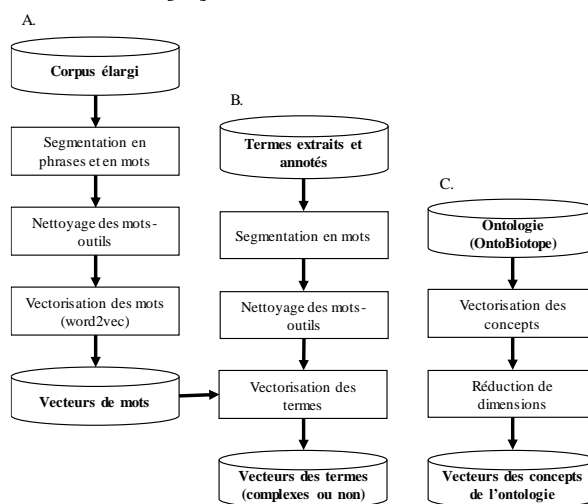 A.
Corpus élargi
Segmentation en
phrases et en mots
Nettoyage des mots-
outils
Vectorisation des mots
(word2vec)
Vecteurs de mots
B.
Termes extraits et
annotés
Segmentation en mots
Nettoyage des mots-
outils
Vectorisation des
termes
Vecteurs des termes
(complexes ou non)
C.
Ontologie
(OntoBiotope)
Vectorisation des
concepts
Réduction de
dimensions
Vecteurs des concepts
de l'ontologie